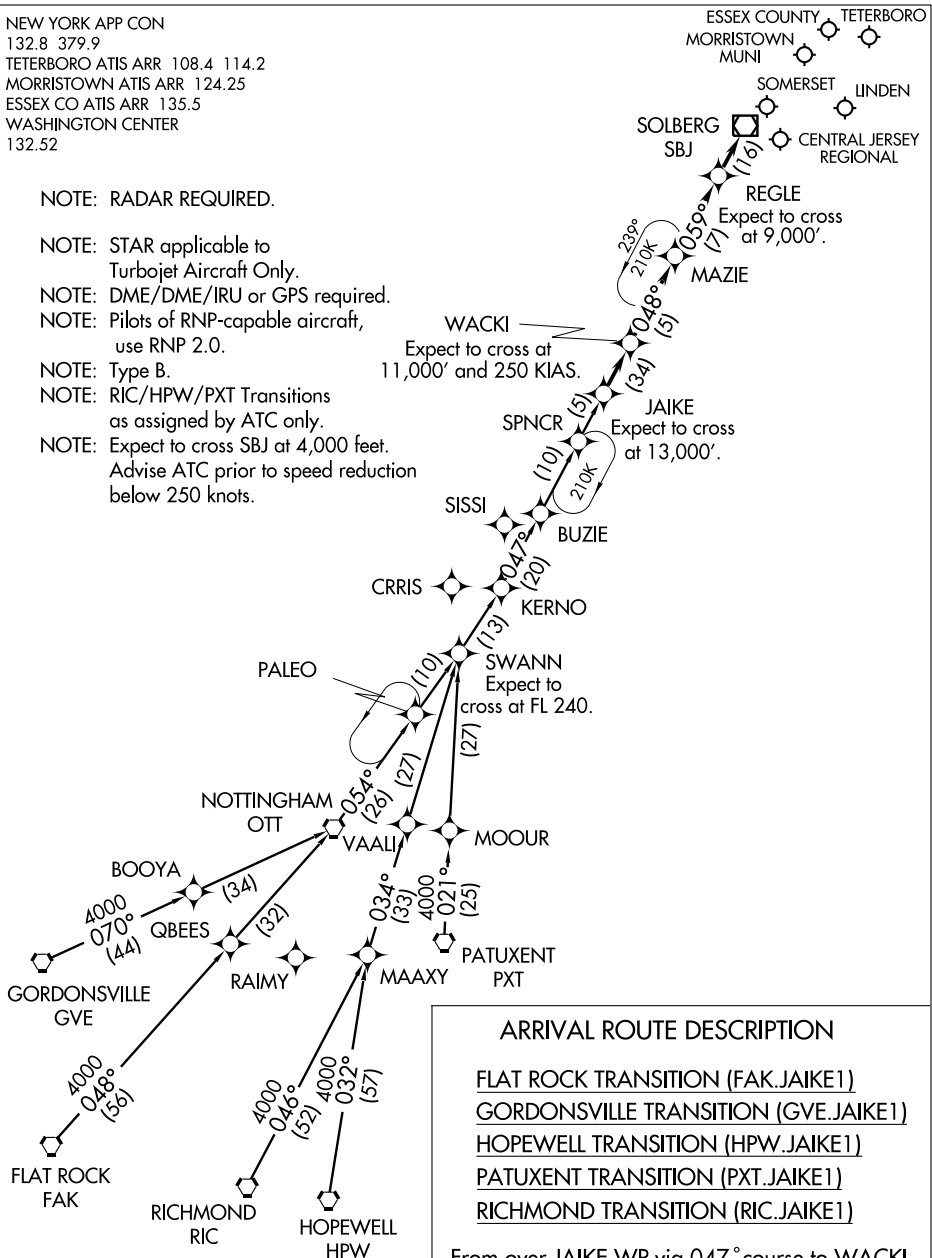 NEW YORK APP CON
132.8 379.9
TETERBORO ATIS ARR 108.4 114.2
MORRISTOWN ATIS ARR 124.25
ESSEX CO ATIS ARR 135.5
WASHINGTON CENTER
132.52
ESSEX COUNTY
TETERBORO
MORRISTOWN
MUNI
SOMERSET
LINDEN
SOLBERG
SBJ
CENTRAL JERSEY
REGIONAL
(16)
REGLE
Expect to cross
at 9,000'.
NOTE: RADAR REQUIRED.
NOTE: STAR applicable to
Turbojet Aircraft Only.
NOTE: DME/DME/IRU or GPS required.
NOTE: Pilots of RNP-capable aircraft,
use RNP 2.0.
NOTE: Type B.
NOTE: RIC/HPW/PXT Transitions
as assigned by ATC only.
NOTE: Expect to cross SBJ at 4,000 feet.
Advise ATC prior to speed reduction
below 250 knots.
059°
(7)
239°
210K
MAZIE
048°
(5)
WACKI
Expect to cross at
11,000' and 250 KIAS.
(34)
JAIKE
Expect to cross
at 13,000'.
(5)
SPNCR
(10)
210K
SISSI
BUZIE
047°
(20)
CRRIS
KERNO
(13)
PALEO
(10)
SWANN
Expect to
cross at FL 240.
(27)
(27)
NOTTINGHAM
OTT
054°
(26)
VAALI
MOOUR
BOOYA
(34)
4000
070°
(44)
QBEES
(32)
034°
(33)
4000
021°
(25)
GORDONSVILLE
GVE
RAIMY
MAAXY
PATUXENT
PXT
4000
048°
(56)
4000
046°
(52)
4000
032°
(57)
FLAT ROCK
FAK
RICHMOND
RIC
HOPEWELL
HPW
ARRIVAL ROUTE DESCRIPTION
FLAT ROCK TRANSITION (FAK.JAIKE1)
GORDONSVILLE TRANSITION (GVE.JAIKE1)
HOPEWELL TRANSITION (HPW.JAIKE1)
PATUXENT TRANSITION (PXT.JAIKE1)
RICHMOND TRANSITION (RIC.JAIKE1)
From over JAIKE WP via 047° course to WACKI